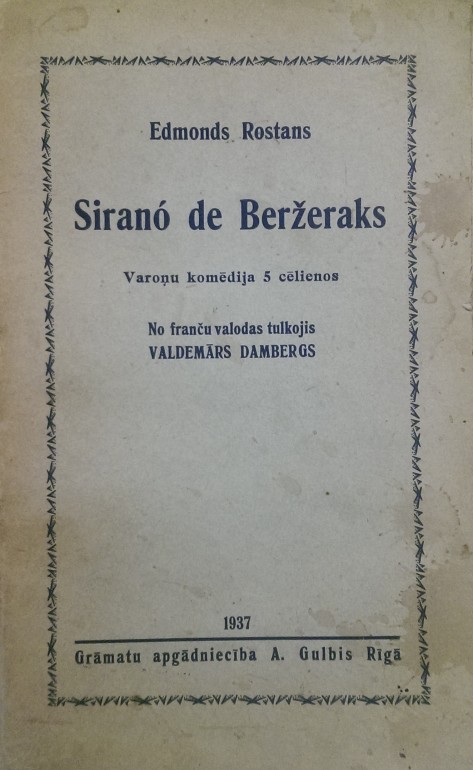 Edmonds Rostans
Siranó de Beržeraks
Varoņu komēdija 5 cēlienos
No franču valodas tulkojis
VALDEMĀRS DAMBERGS
1937
Grāmatu apgādniecība A. Gulbis Rīgā